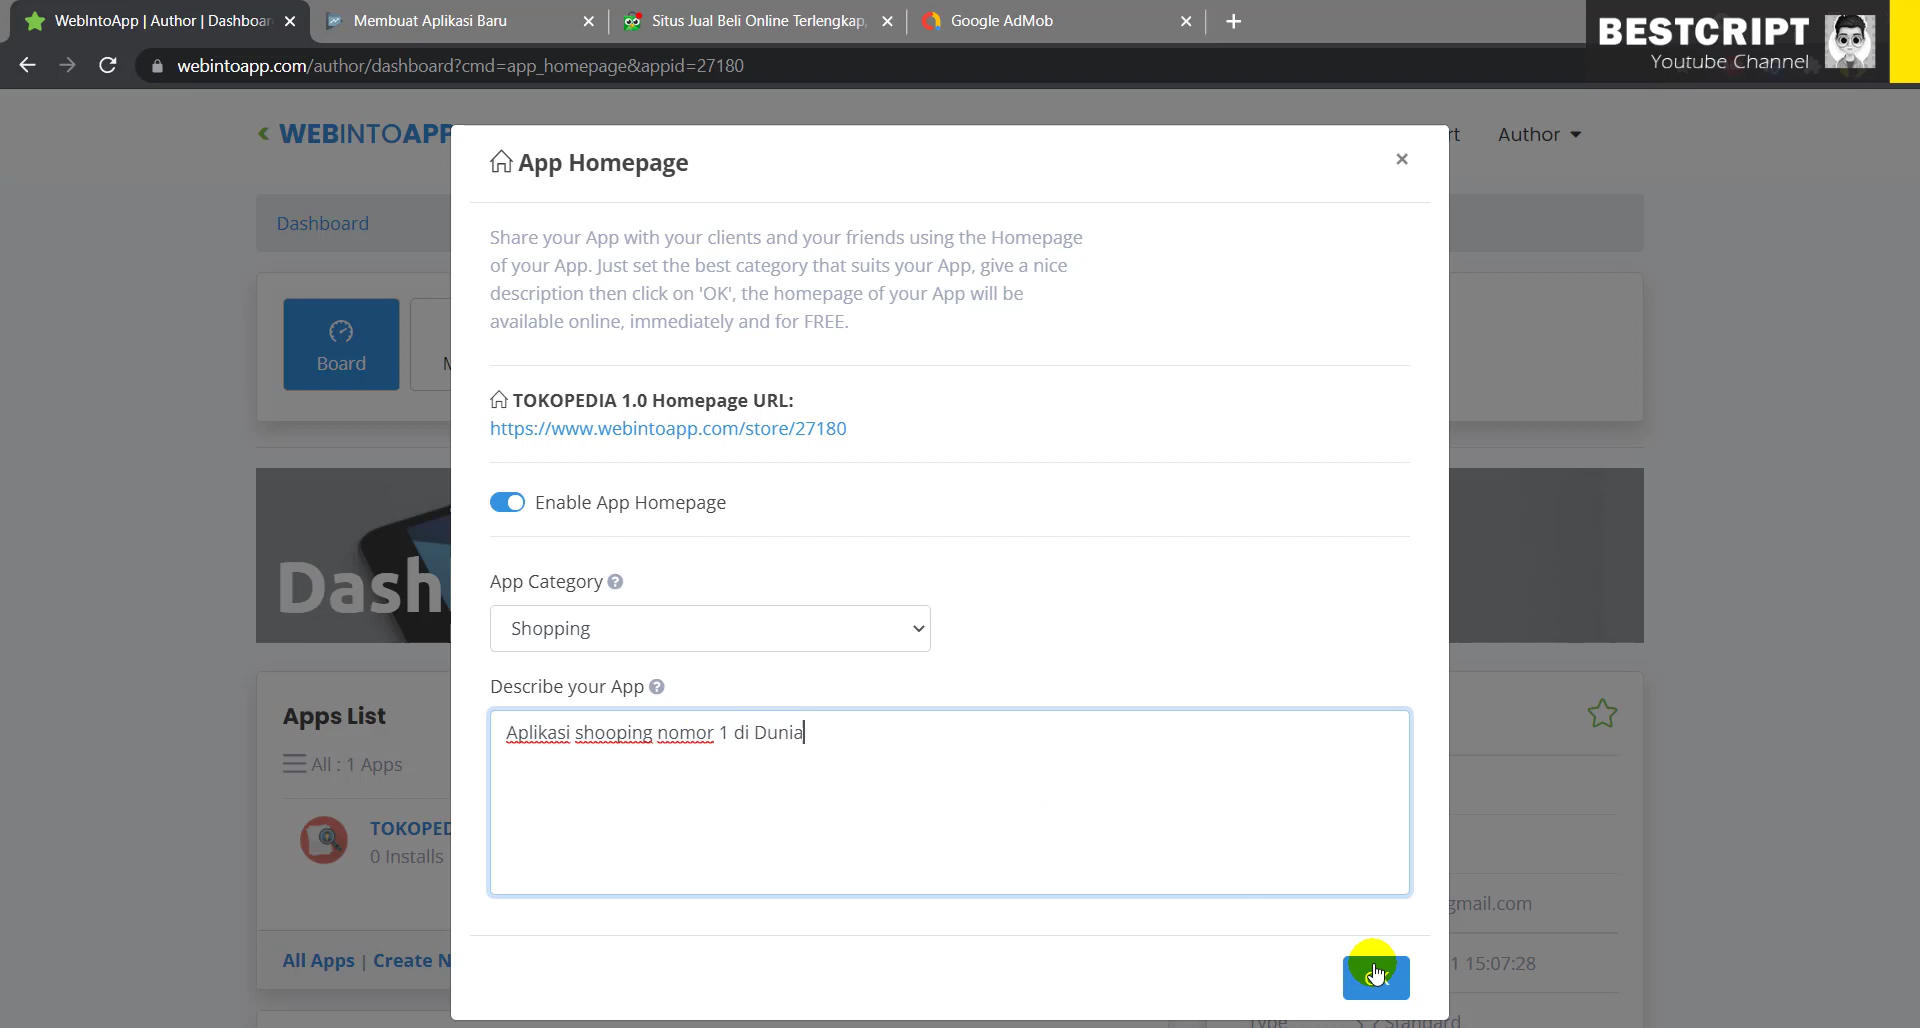 WebIntoApp | Author | Dashboar
Membuat Aplikasi Baru
Situs Jual Beli Online Terlengkap,
Google AdMob
BESTCRIPT
Youtube Channel
webintoapp.com/author/dashboard?cmd=app_homepage&appid=27180
WEBINTOAPP
rt
Author
App Homepage
Dashboard
Share your App with your clients and your friends using the Homepage
of your App. Just set the best category that suits your App, give a nice
description then click on 'OK', the homepage of your App will be
available online, immediately and for FREE.
Board
M
TOKOPEDIA 1.0 Homepage URL:
https://www.webintoapp.com/store/27180
Enable App Homepage
Dash
App Category
Shopping
Describe your App
Aplikasi shooping nomor 1 di Dunia
Apps List
All : 1 Apps
TOKOPED
0 Installs
gmail.com
All Apps | Create N
1 15:07:28
Type
Standard